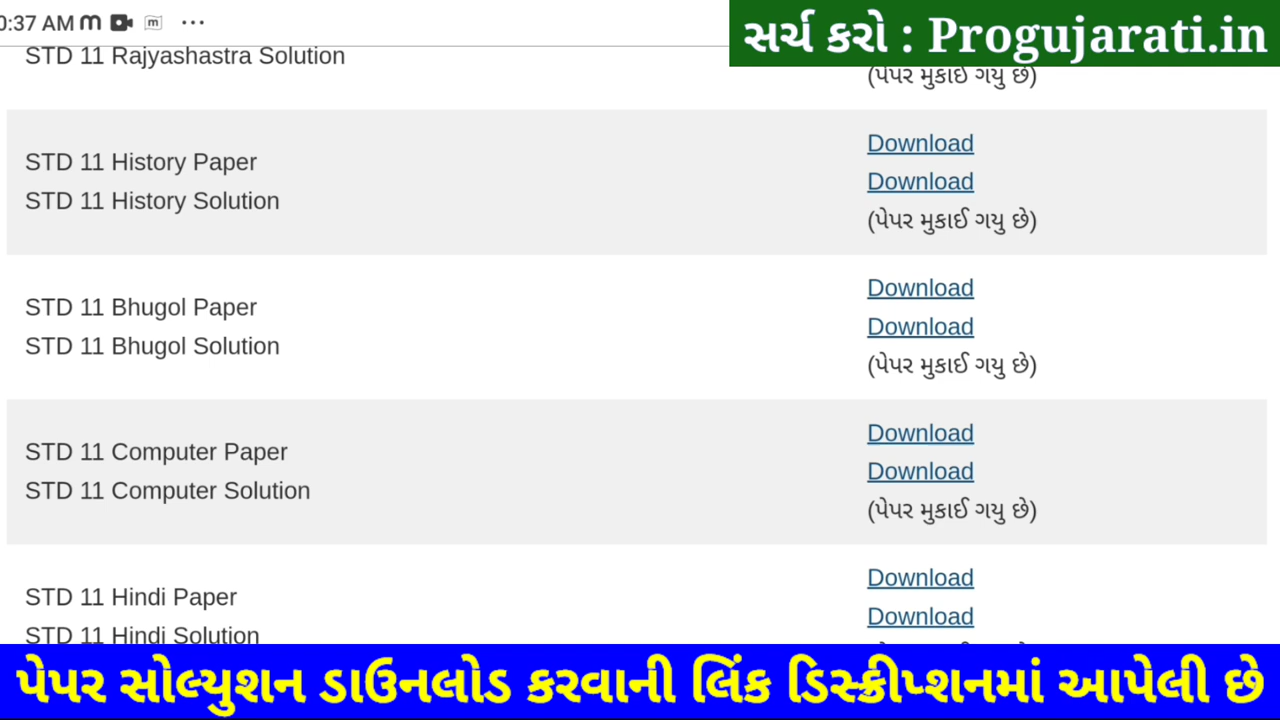 0:37 AM m m ...
સર્ચ કરો : Progujarati.in
STD 11 Rajyashastra Solution
(પેપર મુકાઈ ગયુ છે)
STD 11 History Paper
Download
STD 11 History Solution
Download
(પેપર મુકાઈ ગયુ છે)
STD 11 Bhugol Paper
Download
STD 11 Bhugol Solution
Download
(પેપર મુકાઈ ગયુ છે)
STD 11 Computer Paper
Download
STD 11 Computer Solution
Download
(પેપર મુકાઈ ગયુ છે)
STD 11 Hindi Paper
Download
STD 11 Hindi Solution
Download
પેપર સોલ્યુશન ડાઉનલોડ કરવાની લિંક ડિસ્ક્રીપ્શનમાં આપેલી છે